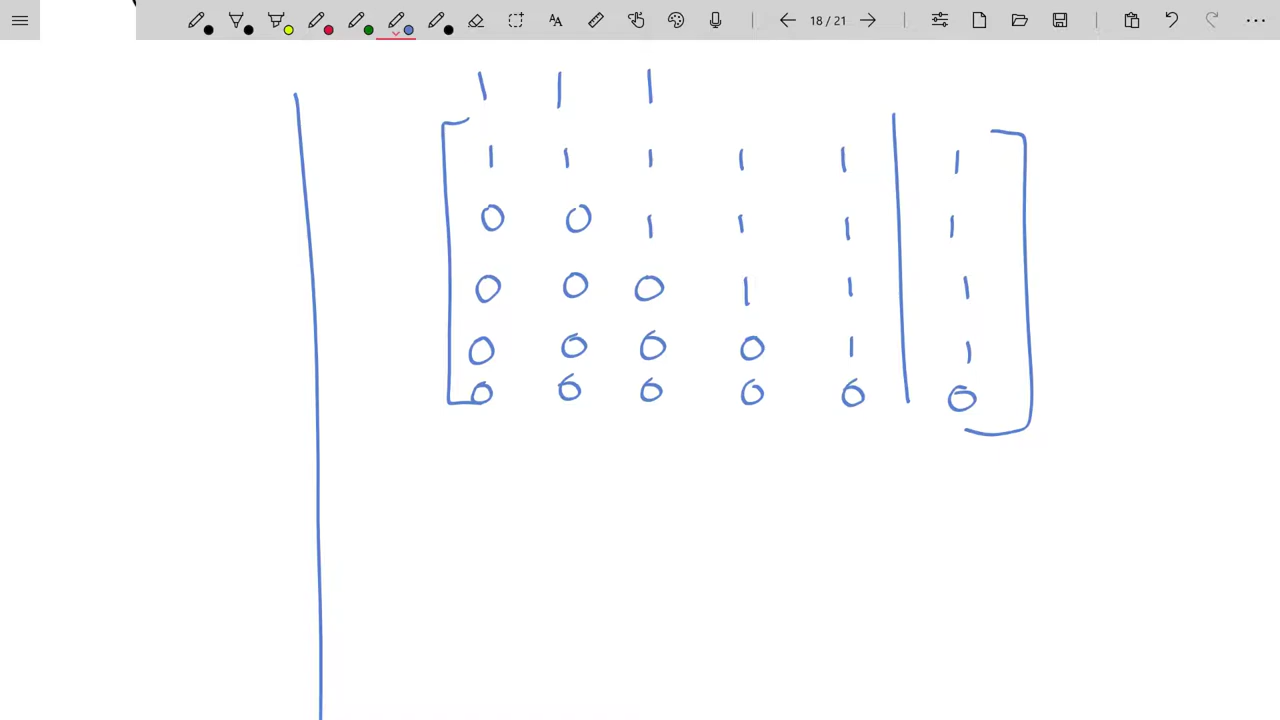 18 / 21
1 1 1
1 1 1 1 1 | 1
0 0 1 1 1 | 1
0 0 0 1 1 | 1
0 0 0 0 1 | 1
0 0 0 0 0 | 0